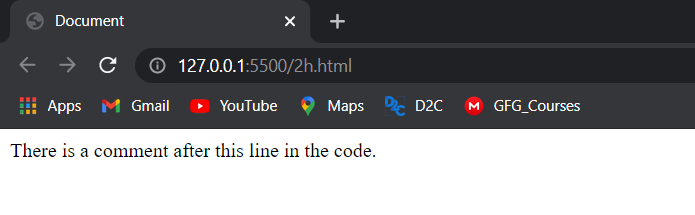 Document
127.0.0.1:5500/2h.html
Apps Gmail YouTube Maps D2C D2C GFG_Courses
There is a comment after this line in the code.